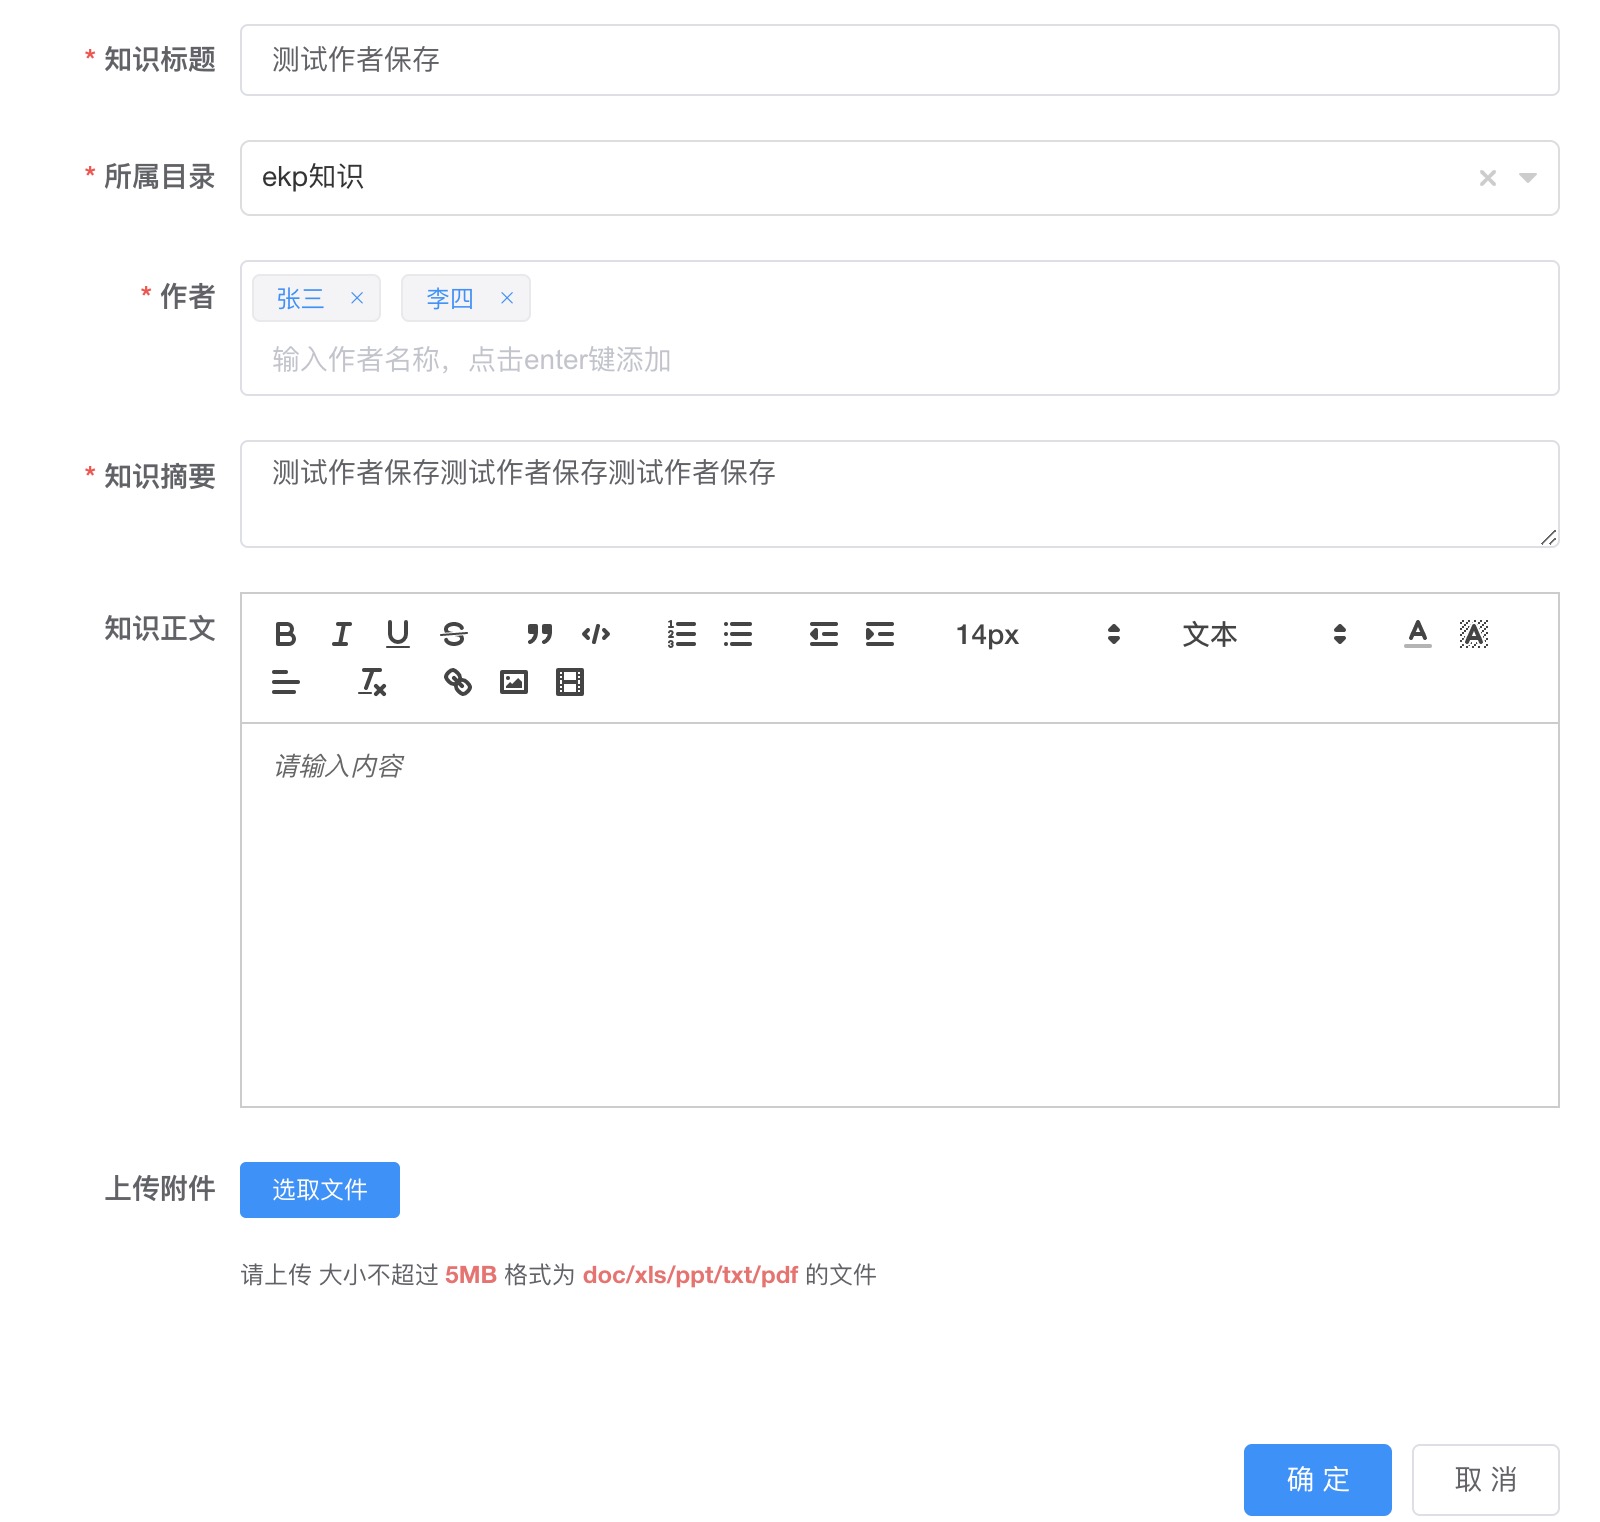 * 知识标题 测试作者保存
* 所属目录 ekp知识
* 作者 张三 × 李四 ×
输入作者名称，点击enter键添加
* 知识摘要 测试作者保存测试作者保存测试作者保存
知识正文 14px 文本
请输入内容
上传附件 选取文件
请上传 大小不超过 5MB 格式为 doc/xls/ppt/txt/pdf 的文件
确 定 取 消